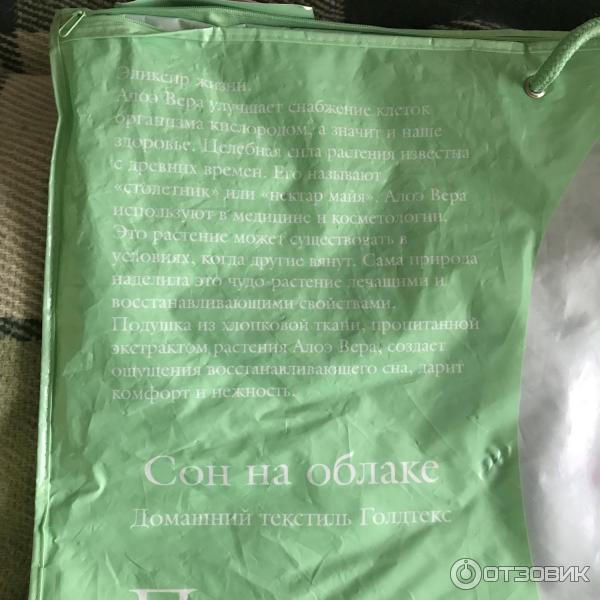 Эликсир жизни.
Алоэ Вера улучшает снабжение клеток
организма кислородом, а значит и наше
здоровье. Целебная сила растения известна
с древних времен. Его называют
«столетник» или «нектар майя». Алоэ Вера
используют в медицине и косметологии.
Это растение может существовать в
условиях, когда другие вянут. Сама природа
наделила это чудо-растение лечащими и
восстанавливающими свойствами.
Подушка из хлопковой ткани, пропитанной
экстрактом растения Алоэ Вера, создает
ощущения восстанавливающего сна, дарит
комфорт и нежность.
Сон на облаке
Домашний текстиль Голдтекс
ОТЗОВИК